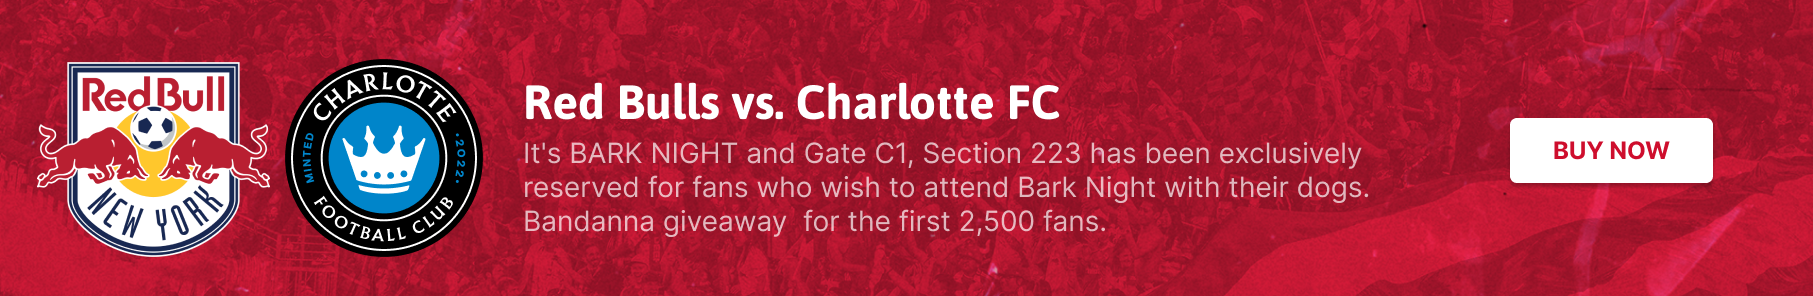 Red Bull
NEW YORK
CHARLOTTE
MINTED
·2022·
FOOTBALL CLUB
Red Bulls vs. Charlotte FC
It's BARK NIGHT and Gate C1, Section 223 has been exclusively
reserved for fans who wish to attend Bark Night with their dogs.
Bandanna giveaway  for the first 2,500 fans.
BUY NOW